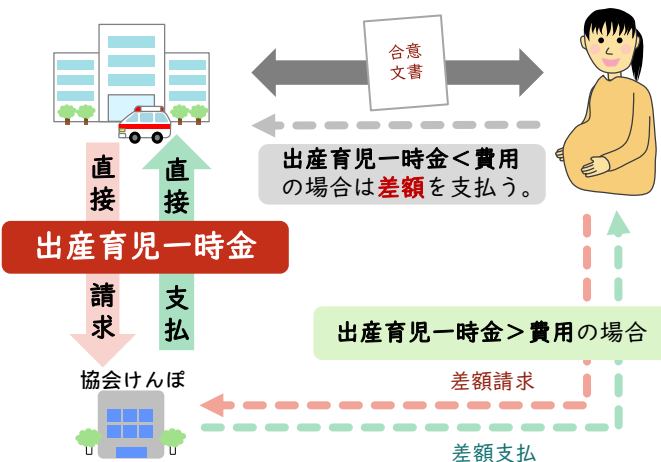 合意
文書
出産育児一時金＜費用
の場合は差額を支払う。
直接
直接
出産育児一時金
請求
支払
出産育児一時金＞費用の場合
協会けんぽ
差額請求
差額支払